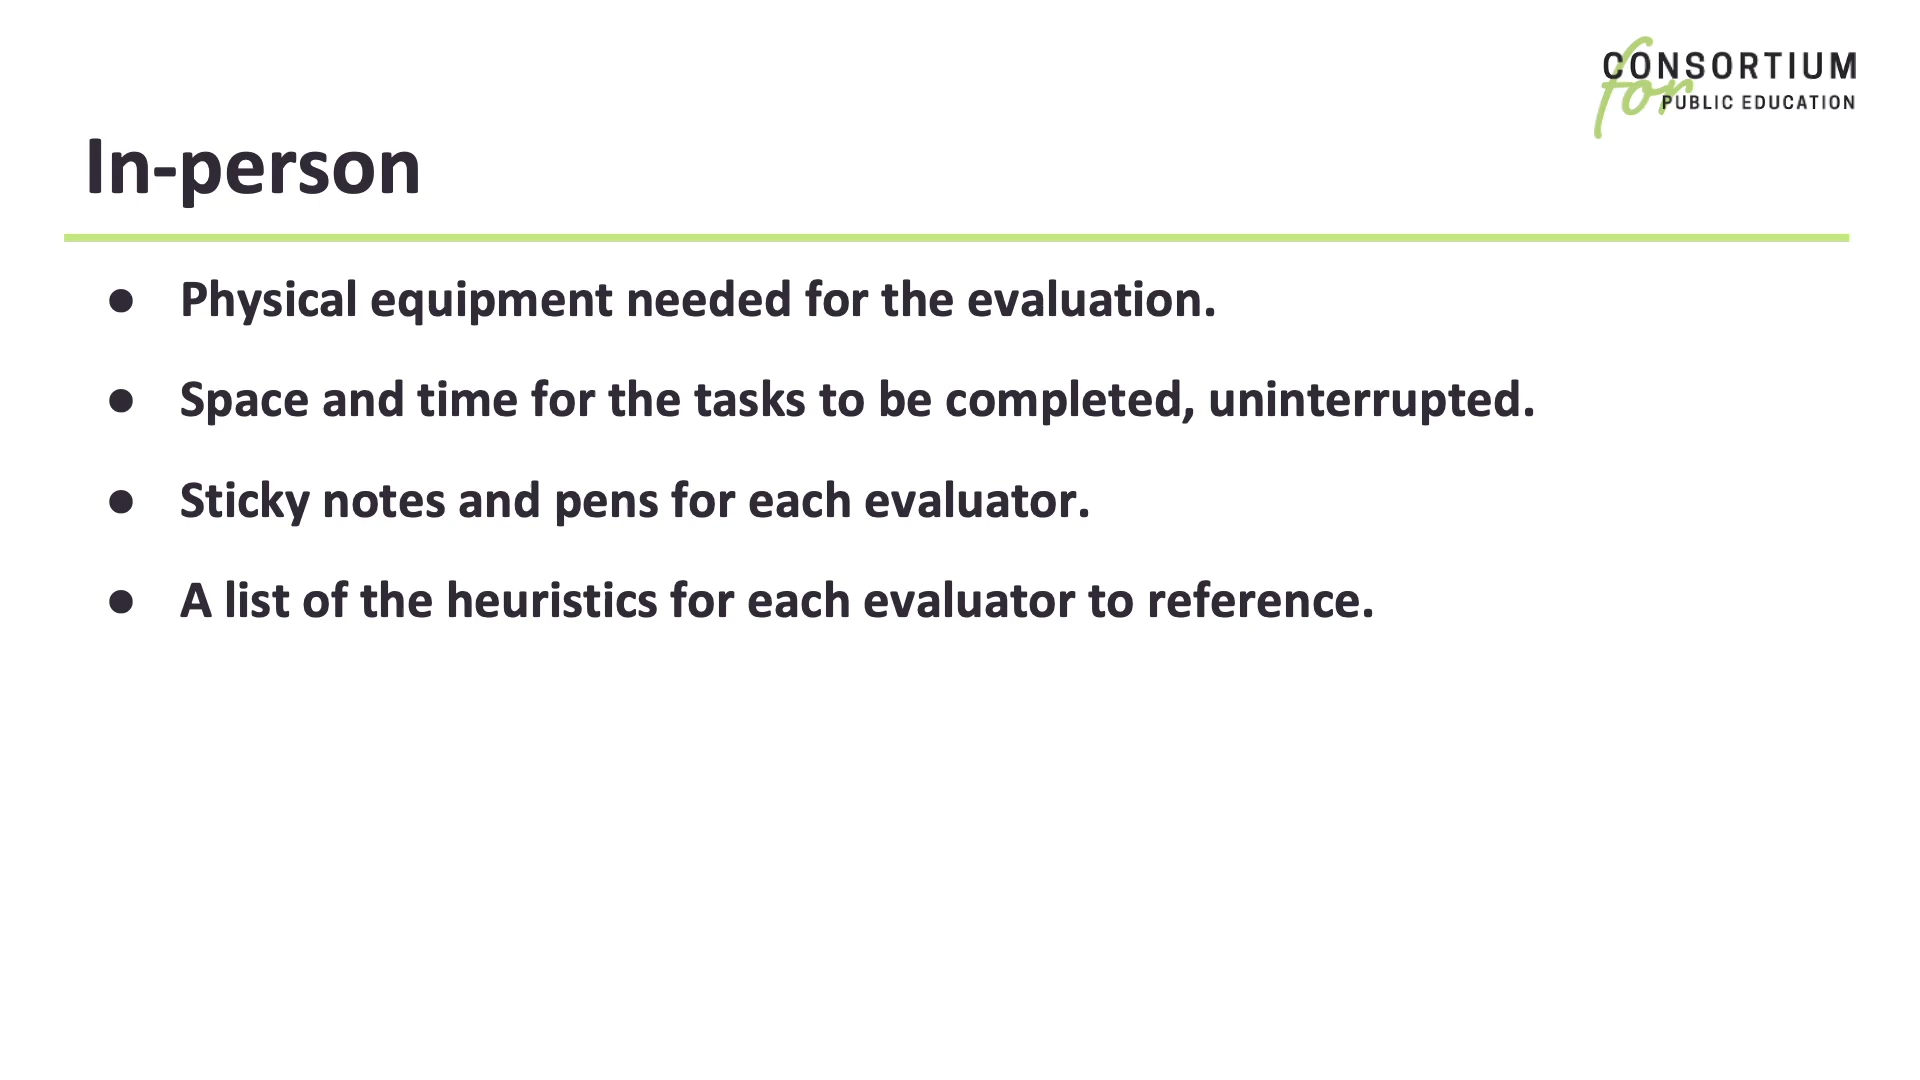 CONSORTIUM
for PUBLIC EDUCATION
In-person
● Physical equipment needed for the evaluation.
● Space and time for the tasks to be completed, uninterrupted.
● Sticky notes and pens for each evaluator.
● A list of the heuristics for each evaluator to reference.